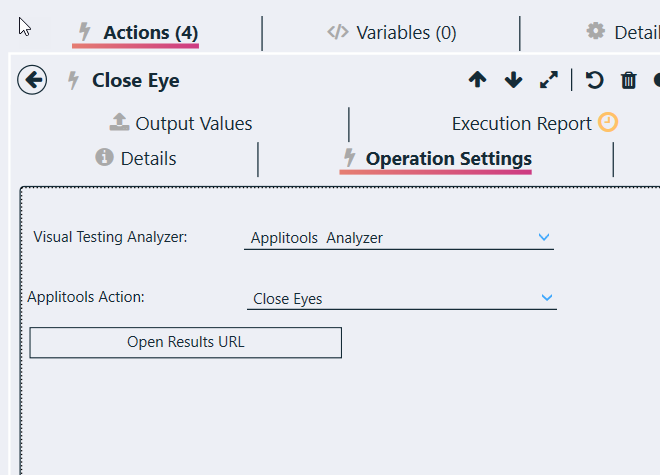 Actions (4) Variables (0) Detail
Close Eye
Output Values Execution Report
Details Operation Settings
Visual Testing Analyzer: Applitools Analyzer
Applitools Action: Close Eyes
Open Results URL